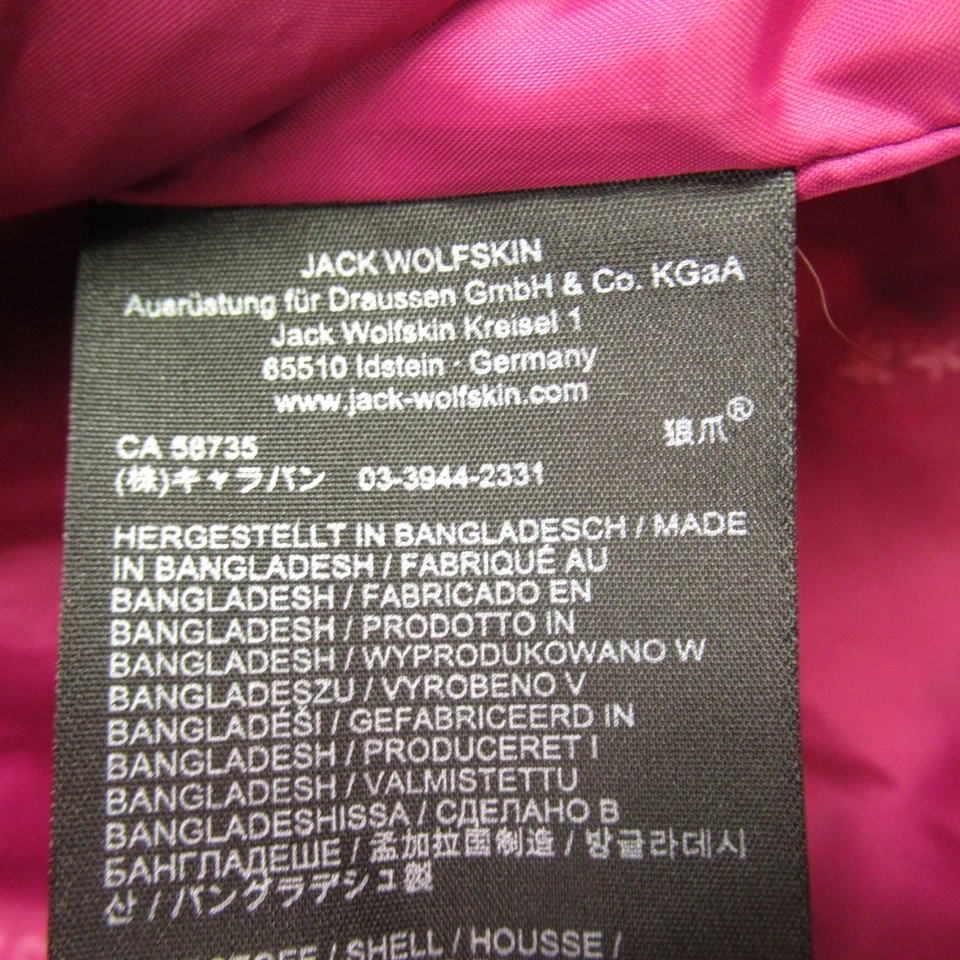 JACK WOLFSKIN
Ausrüstung für Draussen GmbH & Co. KGaA
Jack Wolfskin Kreisel 1
65510 Idstein · Germany
www.jack-wolfskin.com
狼爪®
CA 56735
(株)キャラバン 03-3944-2331
HERGESTELLT IN BANGLADESCH / MADE
IN BANGLADESH / FABRIQUÉ AU
BANGLADESH / FABRICADO EN
BANGLADESH / PRODOTTO IN
BANGLADESH / WYPRODUKOWANO W
BANGLADESZU / VYROBENO V
BANGLADÉŠI / GEFABRICEERD IN
BANGLADESH / PRODUCERET I
BANGLADESH / VALMISTETTU
BANGLADESHISSA / СДЕЛАНО В
БАНГЛАДЕШЕ / 孟加拉国制造 / 방글라데시
산 / バングラデシュ製
/ SHELL / HOUSSE /